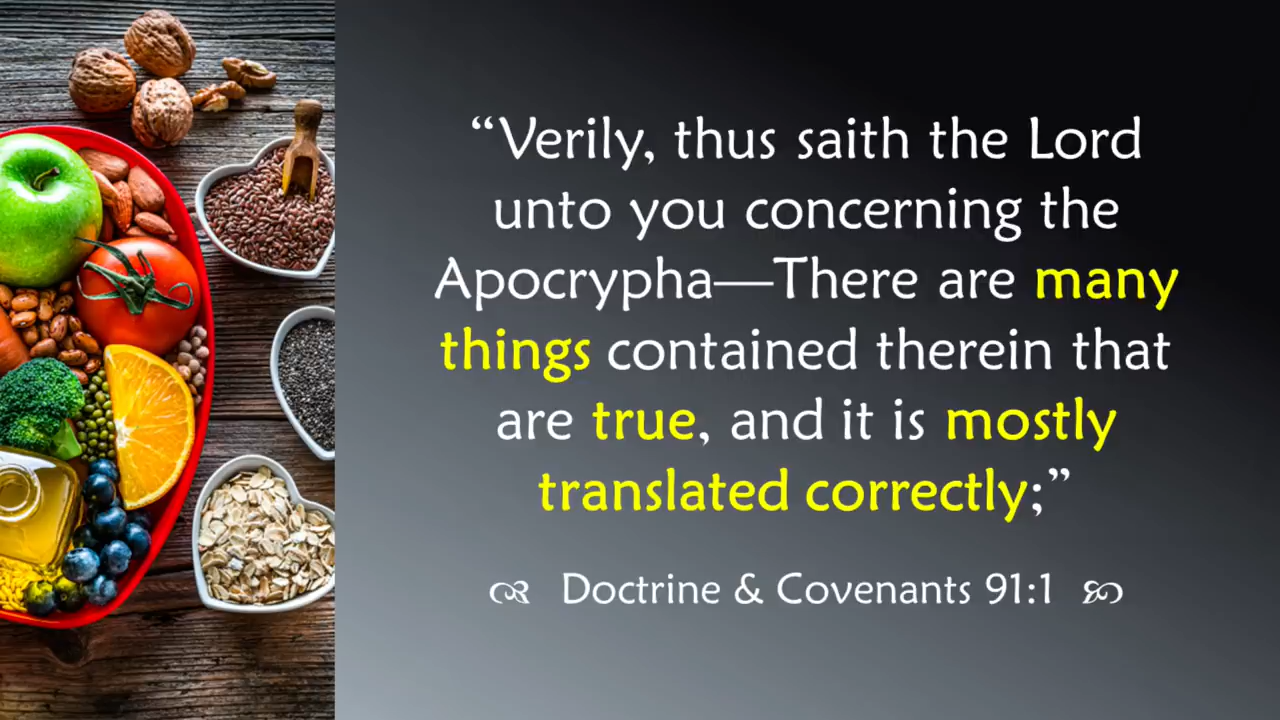 “Verily, thus saith the Lord
unto you concerning the
Apocrypha—There are many
things contained therein that
are true, and it is mostly
translated correctly;”
Doctrine & Covenants 91:1